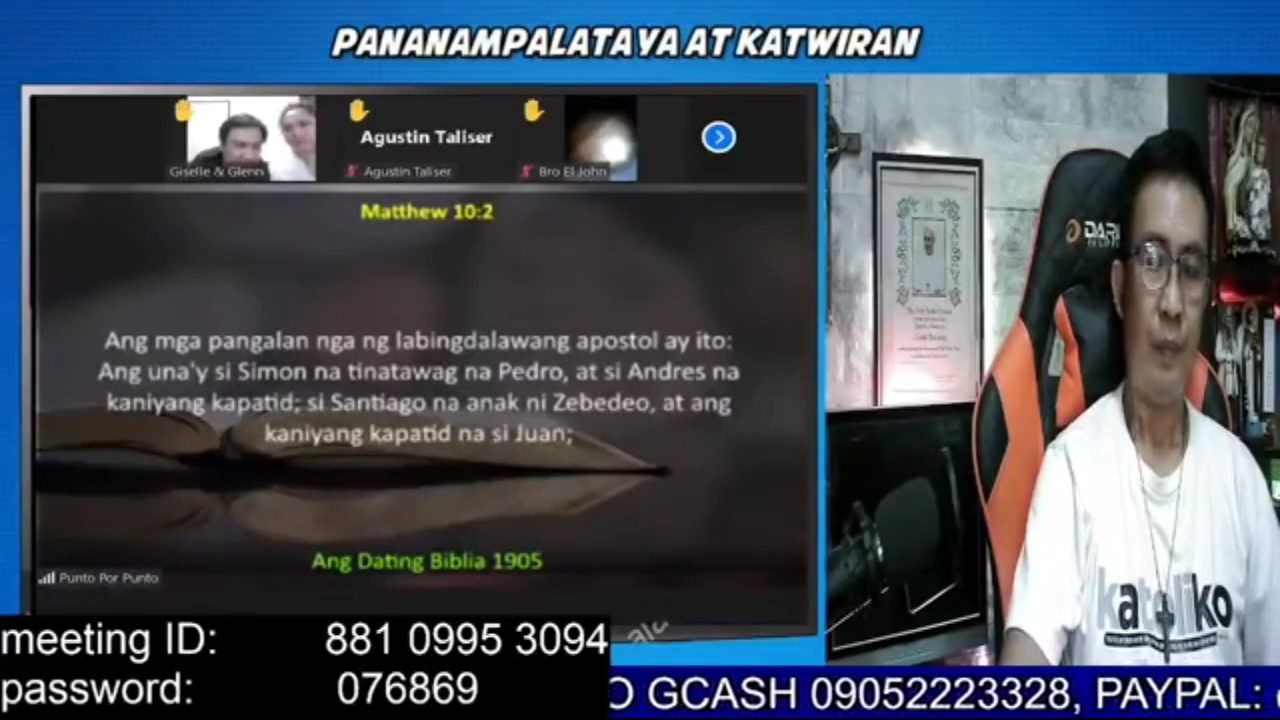 PANANAMPALATAYA AT KATWIRAN
Agustin Taliser
Giselle & Glenn
Agustin Taliser
Bro El John
Matthew 10:2
Ang mga pangalan nga ng labingdalawang apostol ay ito:
Ang una'y si Simon na tinatawag na Pedro, at si Andres na
kaniyang kapatid; si Santiago na anak ni Zebedeo, at ang
kaniyang kapatid na si Juan;
Ang Dating Biblia 1905
Punto Por Punto
meeting ID: 881 0995 3094
password: 076869
O GCASH 09052223328, PAYPAL:
katoliko